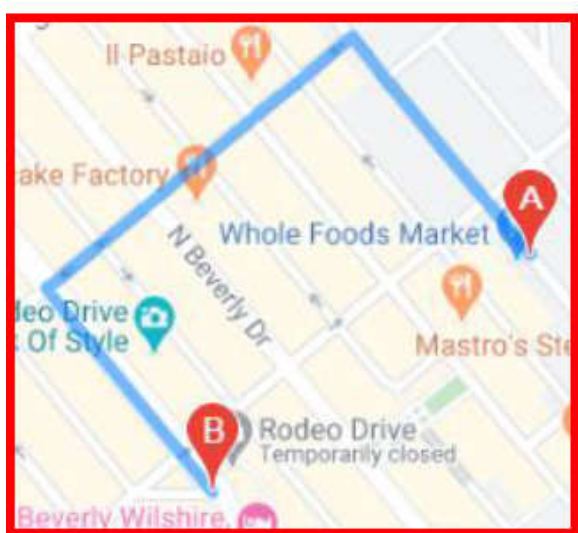 Il Pastaio
ake Factory
A
Whole Foods Market
N Beverly Dr
deo Drive
Of Style
Mastro's Ste
B
Rodeo Drive
Temporarily closed
Beverly Wilshire,